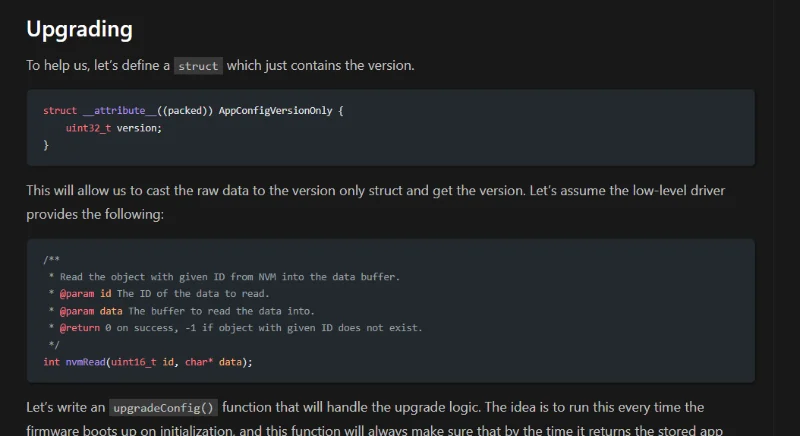 Upgrading
To help us, let’s define a struct which just contains the version.
struct __attribute__((packed)) AppConfigVersionOnly {
    uint32_t version;
}
This will allow us to cast the raw data to the version only struct and get the version. Let’s assume the low-level driver
provides the following:
/**
 * Read the object with given ID from NVM into the data buffer.
 * @param id The ID of the data to read.
 * @param data The buffer to read the data into.
 * @return 0 on success, -1 if object with given ID does not exist.
 */
int nvmRead(uint16_t id, char* data);
Let’s write an upgradeConfig() function that will handle the upgrade logic. The idea is to run this every time the
firmware boots up on initialization, and this function will always make sure that by the time it returns the stored app